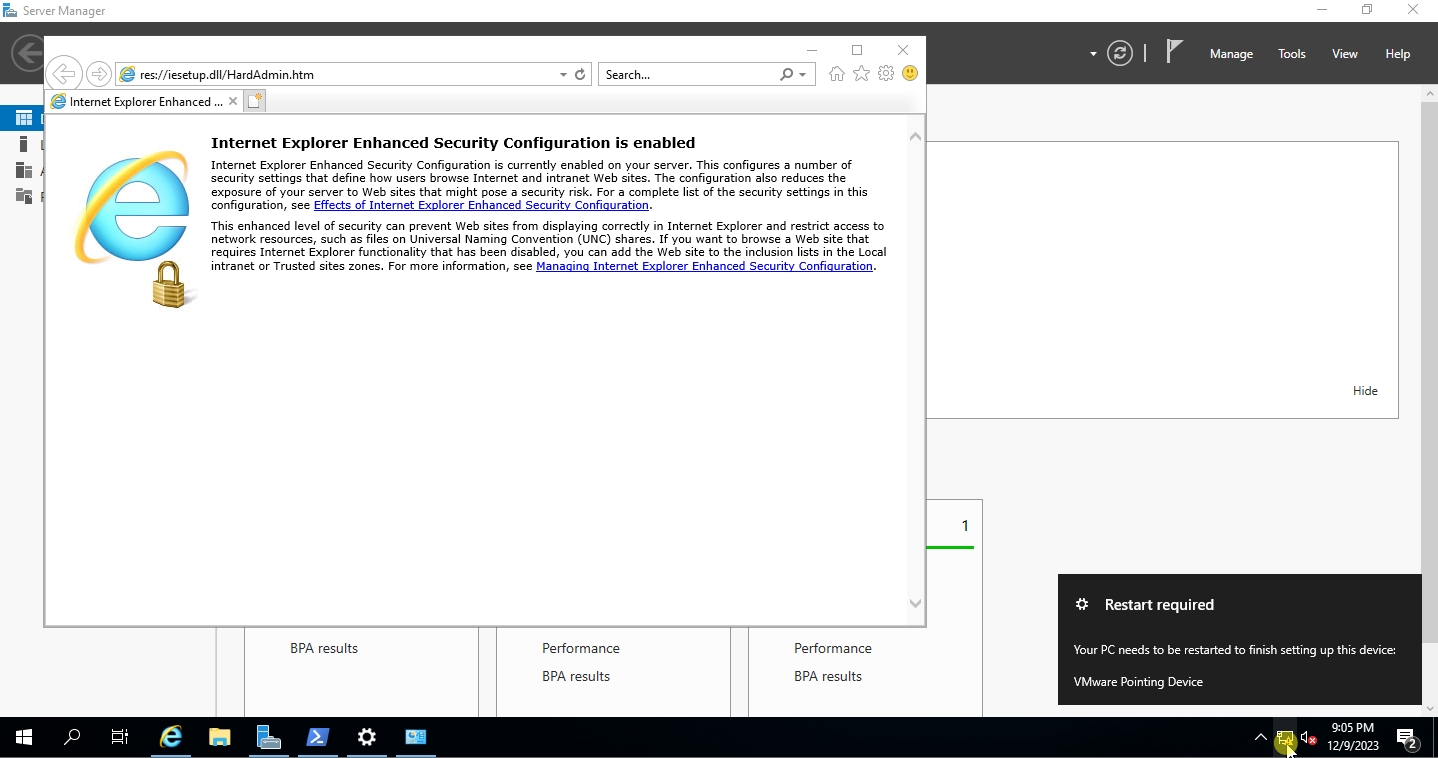 Server Manager
Manage
Tools
View
Help
res://iesetup.dll/HardAdmin.htm
Search...
Internet Explorer Enhanced ...
Internet Explorer Enhanced Security Configuration is enabled
Internet Explorer Enhanced Security Configuration is currently enabled on your server. This configures a number of
security settings that define how users browse Internet and intranet Web sites. The configuration also reduces the
exposure of your server to Web sites that might pose a security risk. For a complete list of the security settings in this
configuration, see Effects of Internet Explorer Enhanced Security Configuration.
This enhanced level of security can prevent Web sites from displaying correctly in Internet Explorer and restrict access to
network resources, such as files on Universal Naming Convention (UNC) shares. If you want to browse a Web site that
requires Internet Explorer functionality that has been disabled, you can add the Web site to the inclusion lists in the Local
intranet or Trusted sites zones. For more information, see Managing Internet Explorer Enhanced Security Configuration.
Hide
1
BPA results
Performance
BPA results
Performance
BPA results
Restart required
Your PC needs to be restarted to finish setting up this device:
VMware Pointing Device
9:05 PM
12/9/2023
2